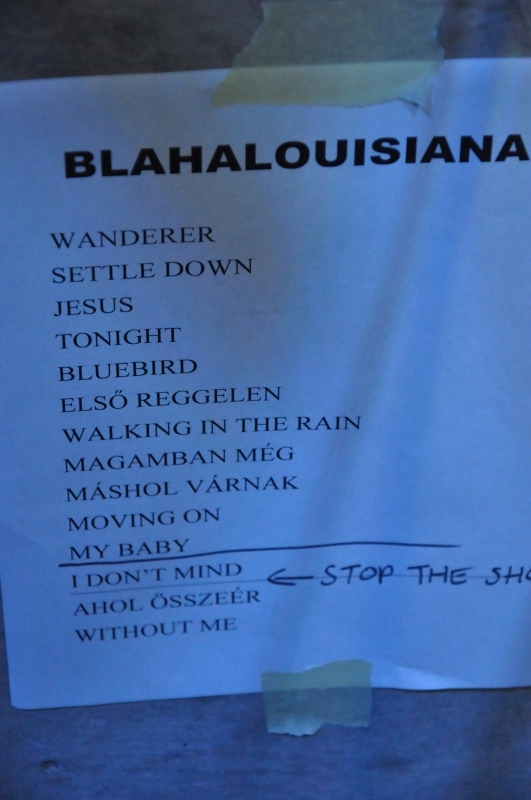 BLAHALOUISIANA
WANDERER
SETTLE DOWN
JESUS
TONIGHT
BLUEBIRD
ELSŐ REGGELEN
WALKING IN THE RAIN
MAGAMBAN MÉG
MÁSHOL VÁRNAK
MOVING ON
MY BABY
I DON'T MIND ← STOP THE
AHOL ÖSSZEÉR
WITHOUT ME